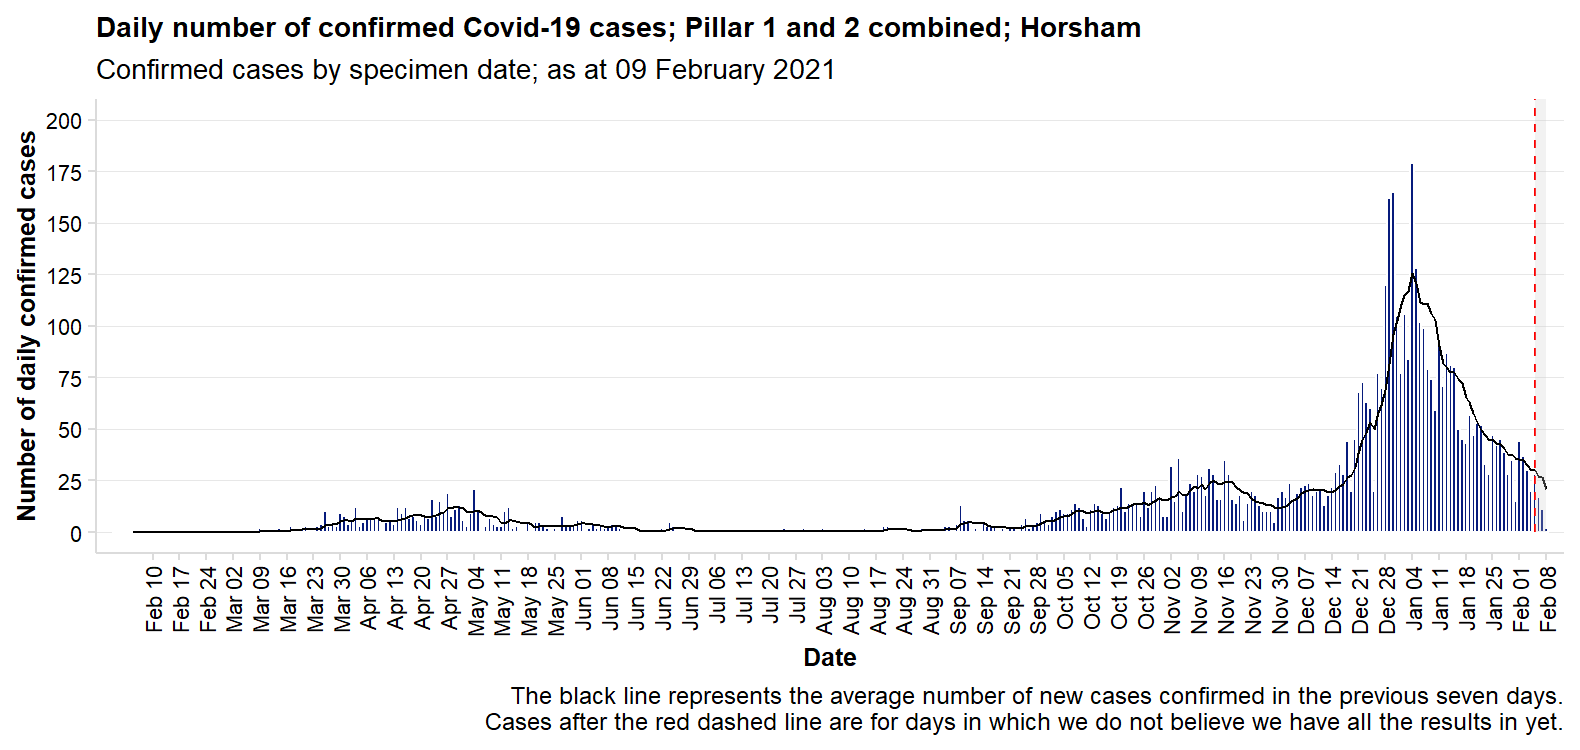 Daily number of confirmed Covid-19 cases; Pillar 1 and 2 combined; Horsham
Confirmed cases by specimen date; as at 09 February 2021
Number of daily confirmed cases
200
175
150
125
100
75
50
25
0
Feb 10
Feb 17
Feb 24
Mar 02
Mar 09
Mar 16
Mar 23
Mar 30
Apr 06
Apr 13
Apr 20
Apr 27
May 04
May 11
May 18
May 25
Jun 01
Jun 08
Jun 15
Jun 22
Jun 29
Jul 06
Jul 13
Jul 20
Jul 27
Aug 03
Aug 10
Aug 17
Aug 24
Aug 31
Sep 07
Sep 14
Sep 21
Sep 28
Oct 05
Oct 12
Oct 19
Oct 26
Nov 02
Nov 09
Nov 16
Nov 23
Nov 30
Dec 07
Dec 14
Dec 21
Dec 28
Jan 04
Jan 11
Jan 18
Jan 25
Feb 01
Feb 08
Date
The black line represents the average number of new cases confirmed in the previous seven days.
Cases after the red dashed line are for days in which we do not believe we have all the results in yet.